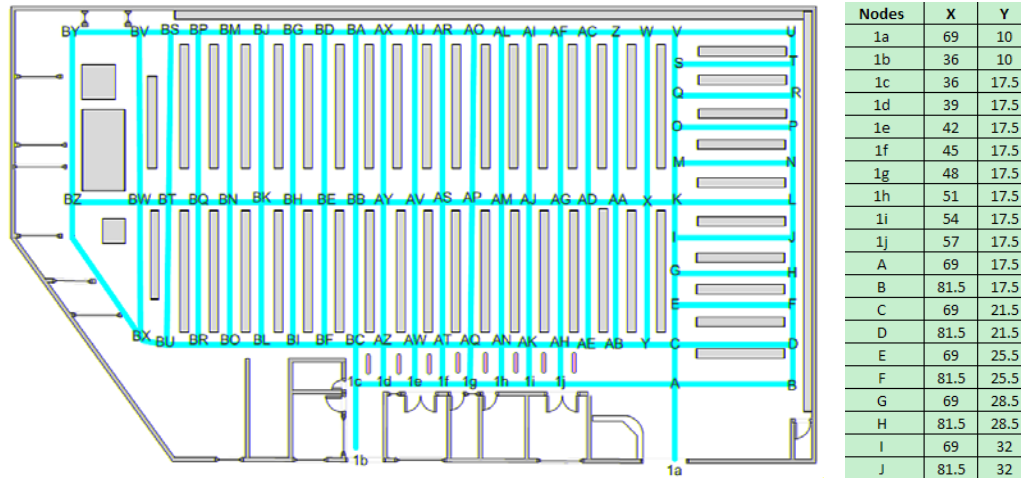 BY BV BS BP BM BJ BG BD BA AX AU AR AO AL AI AF AC Z W V U
S T
Q R
O P
M N
BZ BW BT BQ BN BK BH BE BB AY AV AS AP AM AJ AG AD AA X K L
I J
G H
E F
BX BU BR BO BL BI BF BC AZ AW AT AQ AN AK AH AE AB Y C D
1c 1d 1e 1f 1g 1h 1i 1j A B
1b 1a
Nodes X Y
1a 69 10
1b 36 10
1c 36 17.5
1d 39 17.5
1e 42 17.5
1f 45 17.5
1g 48 17.5
1h 51 17.5
1i 54 17.5
1j 57 17.5
A 69 17.5
B 81.5 17.5
C 69 21.5
D 81.5 21.5
E 69 25.5
F 81.5 25.5
G 69 28.5
H 81.5 28.5
I 69 32
J 81.5 32